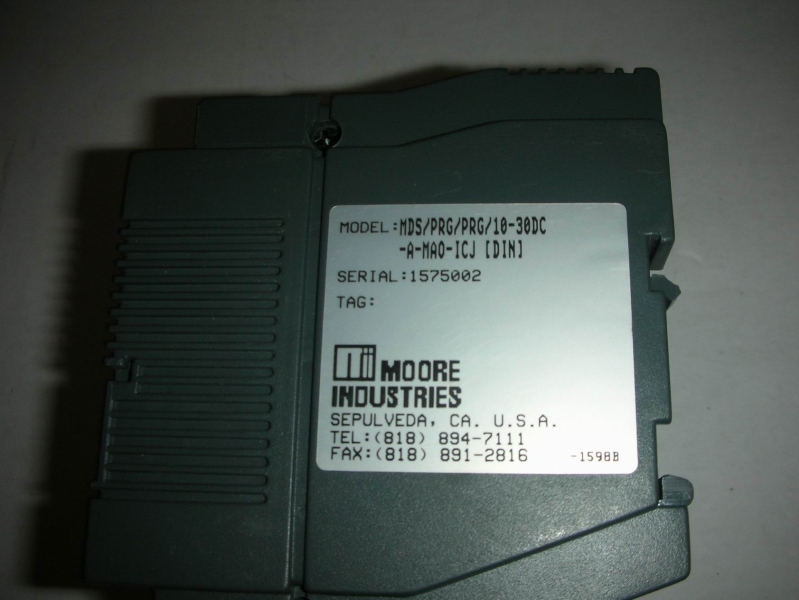 MODEL:MDS/PRG/PRG/10-30DC
-A-MAO-ICJ [DIN]
SERIAL:1575002
TAG:
MOORE
INDUSTRIES
SEPULVEDA, CA. U.S.A.
TEL:(818) 894-7111
FAX:(818) 891-2816 -1598B